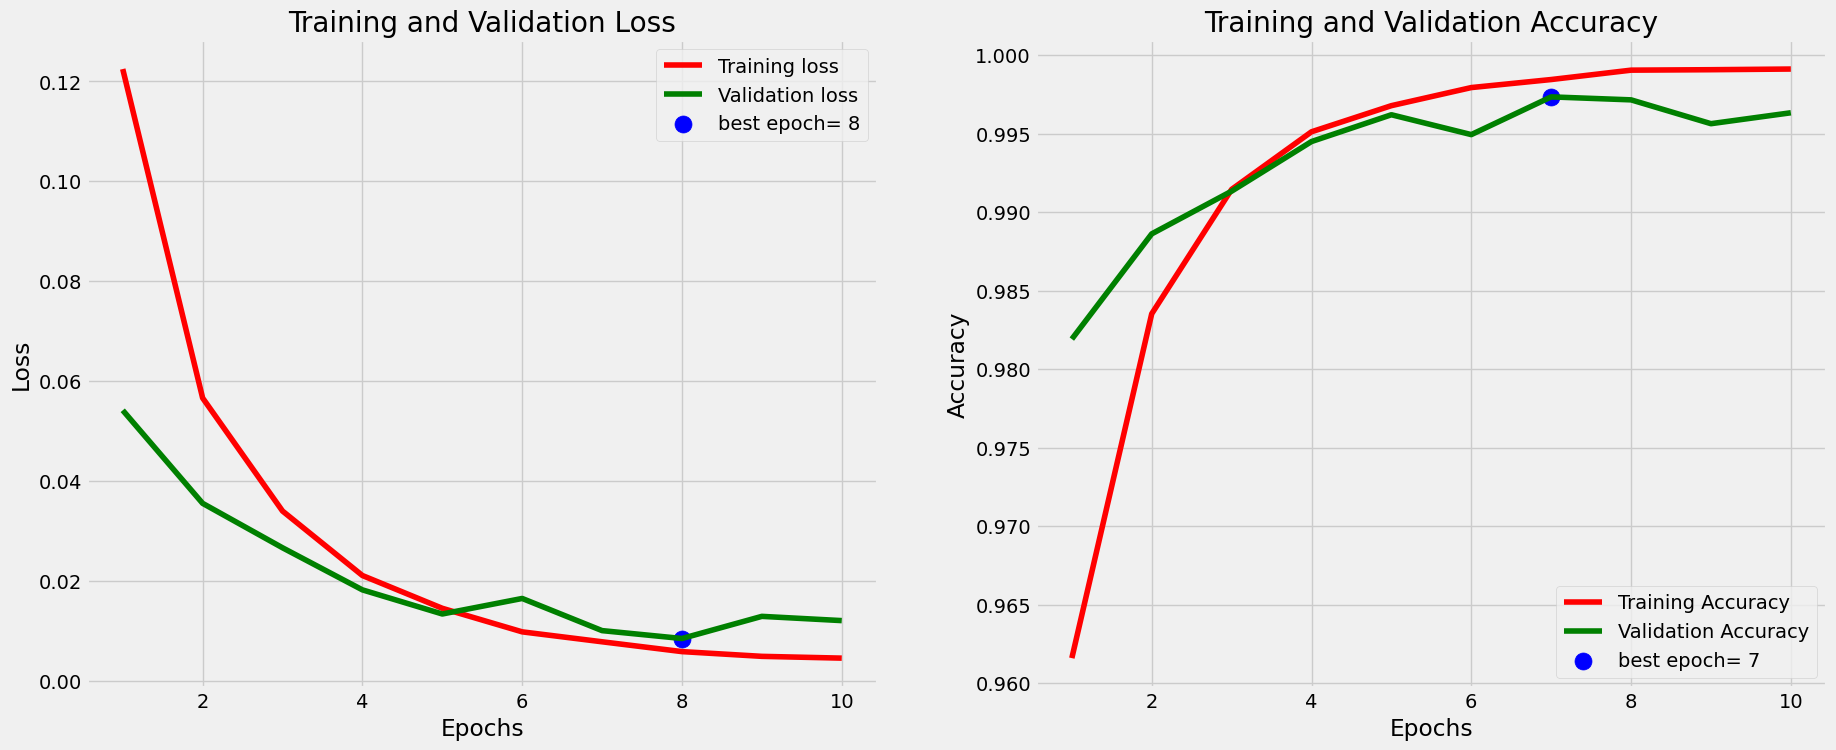 Training and Validation Loss
0.12
0.10
0.08
0.06
0.04
0.02
0.00
Loss
Training loss
Validation loss
best epoch= 8
2 4 6 8 10
Epochs
Training and Validation Accuracy
1.000
0.995
0.990
0.985
0.980
0.975
0.970
0.965
0.960
Accuracy
Training Accuracy
Validation Accuracy
best epoch= 7
2 4 6 8 10
Epochs